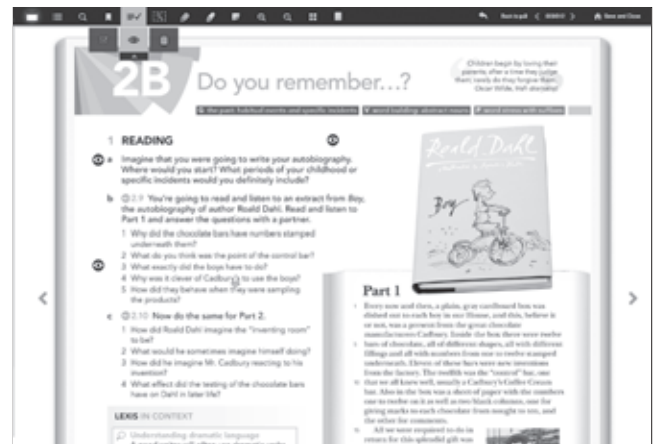 2B
Do you remember...?
Children begin by loving their
parents; after a time they judge
them; rarely do they forgive them.
Oscar Wilde, Irish dramatist
1 READING
a Imagine that you were going to write your autobiography.
Where would you start? What periods of your childhood or
specific incidents would you definitely include?
b 2.9 You're going to read and listen to an extract from Boy,
the autobiography of author Roald Dahl. Read and listen to
Part 1 and answer the questions with a partner.
1 Why did the chocolate bars have numbers stamped
underneath them?
2 What do you think was the point of the control bar?
3 What exactly did the boys have to do?
4 Why was it clever of Cadbury's to use the boys?
5 How did they behave when they were sampling
the products?
c 2.10 Now do the same for Part 2.
1 How did Roald Dahl imagine the "inventing room"
to be?
2 What would he sometimes imagine himself doing?
3 How did he imagine Mr. Cadbury reacting to his
invention?
4 What effect did the testing of the chocolate bars
have on Dahl in later life?
LEXIS IN CONTEXT
Understanding dramatic language
Roald Dahl
Boy
Part 1
Every now and then, a plain, gray cardboard box was
dished out to each boy in our House, and this, believe it
or not, was a present from the great chocolate
manufacturers Cadbury. Inside the box there were twelve
bars of chocolate, all of different shapes, all with different
fillings and all with numbers from one to twelve stamped
underneath. Eleven of these bars were new inventions
from the factory. The twelfth was the "control" bar, one
that we all knew well, usually a Cadbury's Coffee Cream
bar. Also in the box was a sheet of paper with the numbers
one to twelve on it as well as two blank columns, one for
giving marks to each chocolate from nought to ten, and
the other for comments.
All we were required to do in
return for this splendid gift was